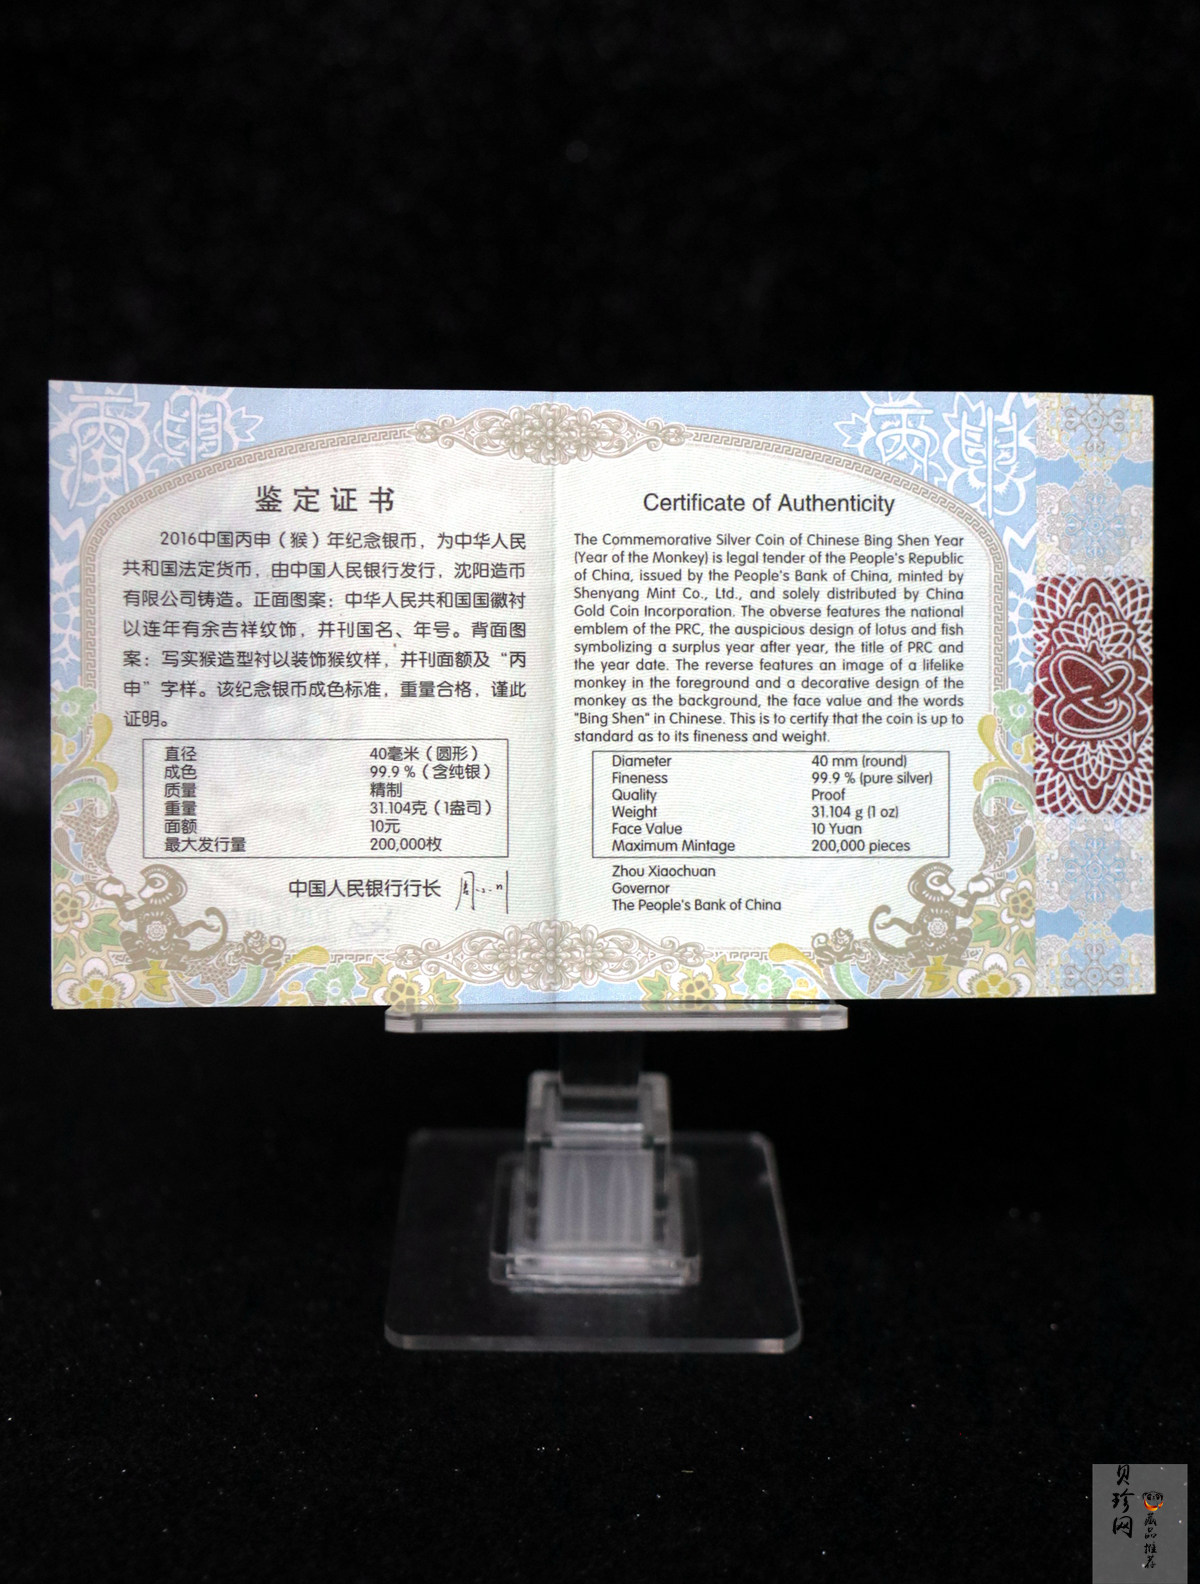 鉴定证书
2016中国丙申（猴）年纪念银币，为中华人民
共和国法定货币，由中国人民银行发行，沈阳造币
有限公司铸造。正面图案：中华人民共和国国徽衬
以连年有余吉祥纹饰，并刊国名、年号。背面图
案：写实猴造型衬以装饰猴纹样，并刊面额及“丙
申”字样。该纪念银币成色标准，重量合格，谨此
证明。
直径 40毫米（圆形）
成色 99.9 %（含纯银）
质量 精制
重量 31.104克（1盎司）
面额 10元
最大发行量 200,000枚
中国人民银行行长
Certificate of Authenticity
The Commemorative Silver Coin of Chinese Bing Shen Year
(Year of the Monkey) is legal tender of the People's Republic
of China, issued by the People's Bank of China, minted by
Shenyang Mint Co., Ltd., and solely distributed by China
Gold Coin Incorporation. The obverse features the national
emblem of the PRC, the auspicious design of lotus and fish
symbolizing a surplus year after year, the title of PRC and
the year date. The reverse features an image of a lifelike
monkey in the foreground and a decorative design of the
monkey as the background, the face value and the words
"Bing Shen" in Chinese. This is to certify that the coin is up to
standard as to its fineness and weight.
Diameter 40 mm (round)
Fineness 99.9 % (pure silver)
Quality Proof
Weight 31.104 g (1 oz)
Face Value 10 Yuan
Maximum Mintage 200,000 pieces
Zhou Xiaochuan
Governor
The People's Bank of China
贝珍网
藏品推荐